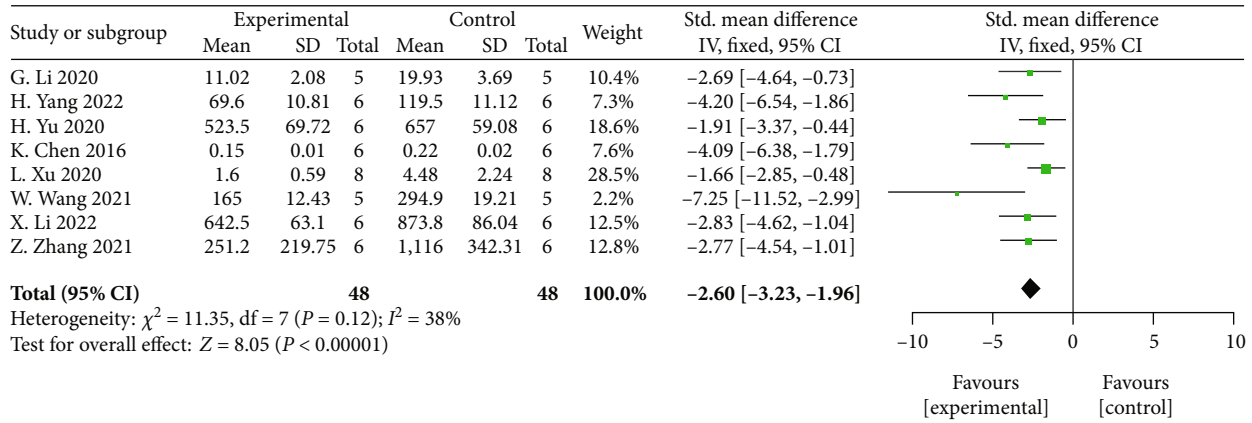 Study or subgroup Experimental Control Weight Std. mean difference Std. mean difference
Mean SD Total Mean SD Total IV, fixed, 95% CI IV, fixed, 95% CI
G. Li 2020 11.02 2.08 5 19.93 3.69 5 10.4% –2.69 [–4.64, –0.73]
H. Yang 2022 69.6 10.81 6 119.5 11.12 6 7.3% –4.20 [–6.54, –1.86]
H. Yu 2020 523.5 69.72 6 657 59.08 6 18.6% –1.91 [–3.37, –0.44]
K. Chen 2016 0.15 0.01 6 0.22 0.02 6 7.6% –4.09 [–6.38, –1.79]
L. Xu 2020 1.6 0.59 8 4.48 2.24 8 28.5% –1.66 [–2.85, –0.48]
W. Wang 2021 165 12.43 5 294.9 19.21 5 2.2% –7.25 [–11.52, –2.99]
X. Li 2022 642.5 63.1 6 873.8 86.04 6 12.5% –2.83 [–4.62, –1.04]
Z. Zhang 2021 251.2 219.75 6 1,116 342.31 6 12.8% –2.77 [–4.54, –1.01]
Total (95% CI) 48 48 100.0% –2.60 [–3.23, –1.96]
Heterogeneity: χ² = 11.35, df = 7 (P = 0.12); I² = 38%
Test for overall effect: Z = 8.05 (P < 0.00001)
–10 –5 0 5 10
Favours Favours
[experimental] [control]